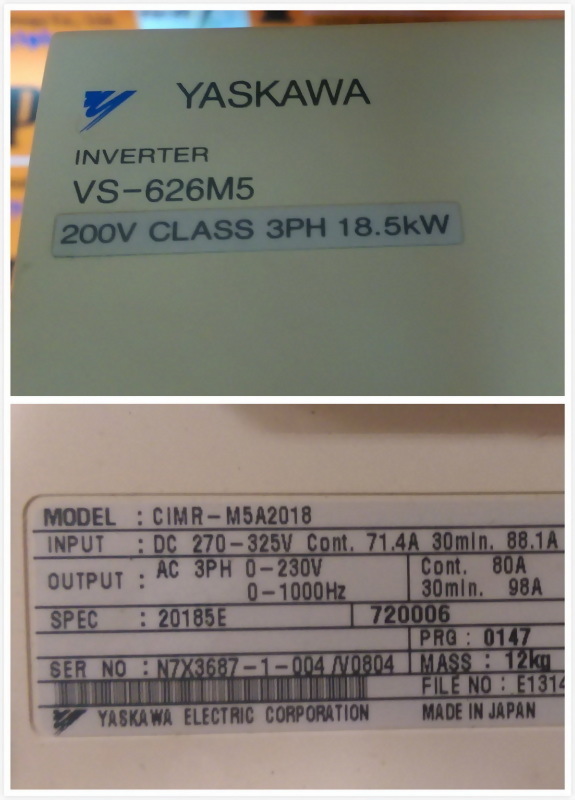 YASKAWA
INVERTER
VS-626M5
200V CLASS 3PH 18.5kW
MODEL : CIMR-M5A2018
INPUT : DC 270-325V Cont. 71.4A 30min. 88.1A
OUTPUT : AC 3PH 0-230V Cont. 80A
0-1000Hz 30min. 98A
SPEC : 20185E 720006
PRG : 0147
SER NO : N7X3687-1-004/V0804 MASS : 12kg
FILE NO : E1314
YASKAWA ELECTRIC CORPORATION MADE IN JAPAN